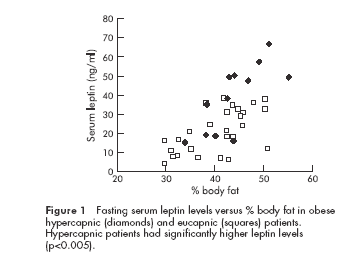 80
70
60
50
40
30
20
10
0
Serum leptin (ng/ml)
20 30 40 50 60
% body fat
Figure 1 Fasting serum leptin levels versus % body fat in obese
hypercapnic (diamonds) and eucapnic (squares) patients.
Hypercapnic patients had significantly higher leptin levels
(p<0.005).